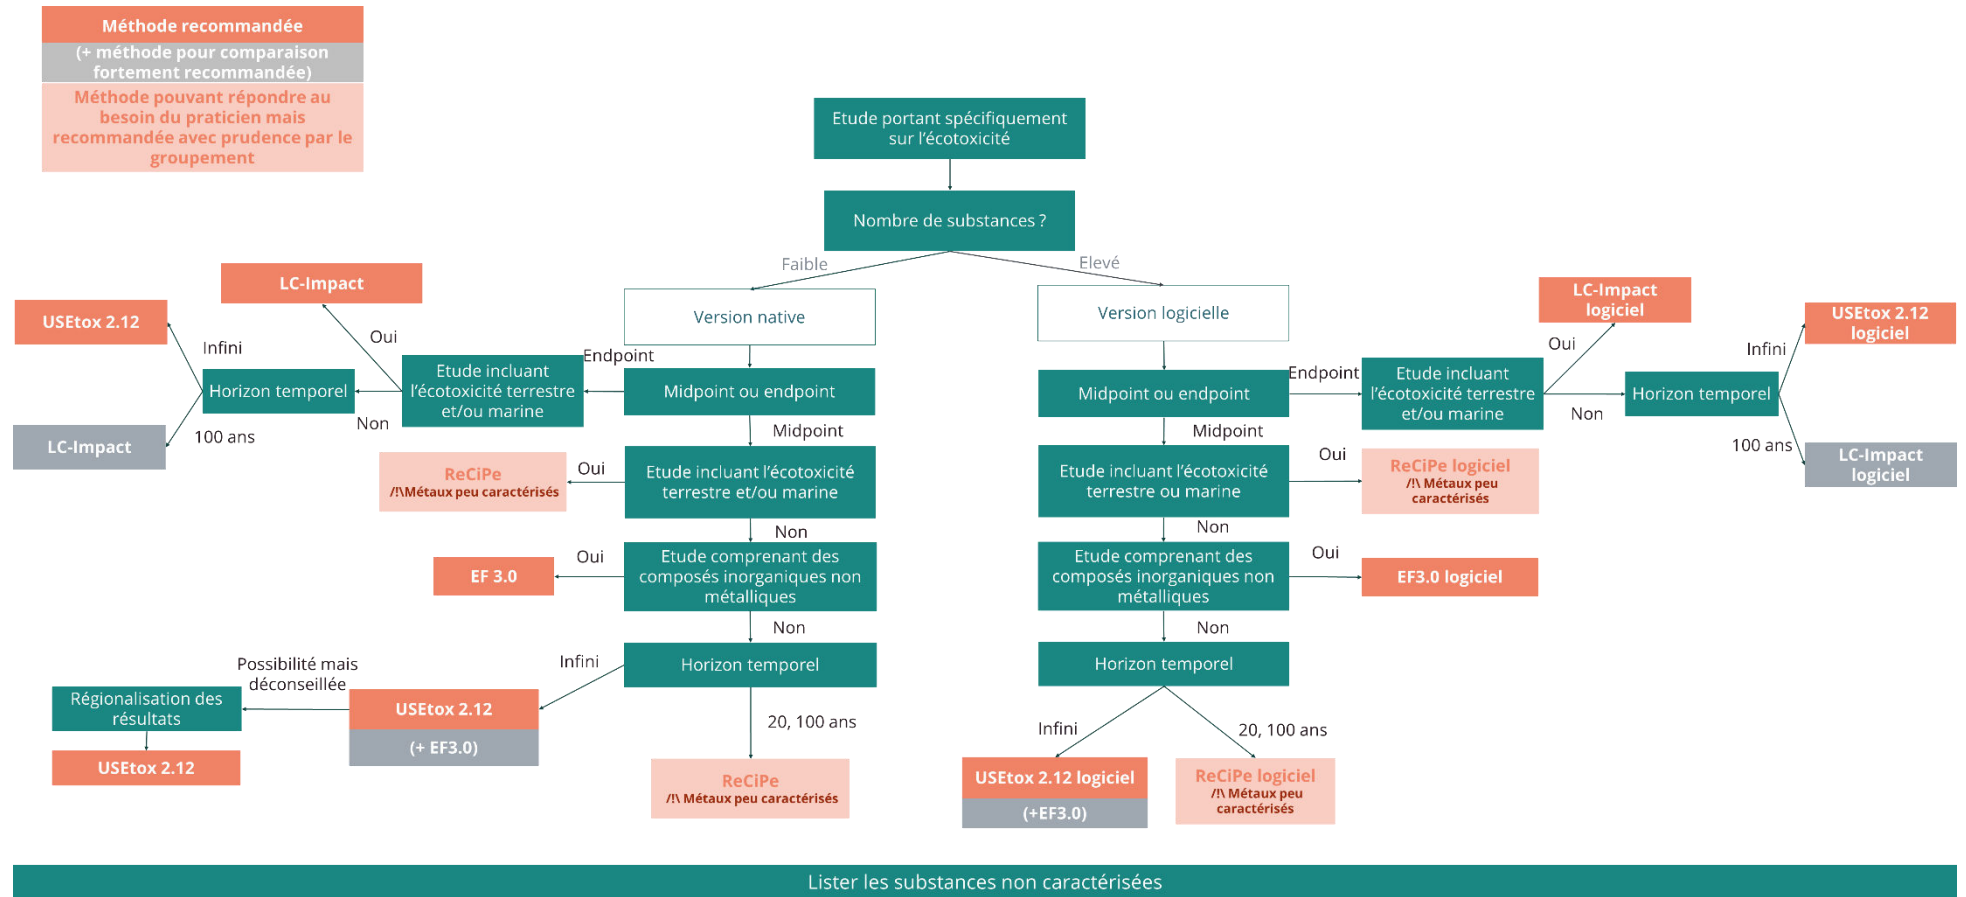 Méthode recommandée
(+ méthode pour comparaison
fortement recommandée)
Méthode pouvant répondre au
besoin du praticien mais
recommandée avec prudence par le
groupement
Etude portant spécifiquement
sur l'écotoxicité
Nombre de substances ?
Faible
Elevé
Version native
Version logicielle
LC-Impact
USEtox 2.12
Oui
Infini
Endpoint
Horizon temporel
Etude incluant
l'écotoxicité terrestre
et/ou marine
Midpoint ou endpoint
Non
100 ans
LC-Impact
Midpoint
ReCiPe
/!\Métaux peu caractérisés
Oui
Etude incluant l'écotoxicité
terrestre et/ou marine
Non
EF 3.0
Oui
Etude comprenant des
composés inorganiques non
métalliques
Non
Horizon temporel
Infini
Possibilité mais
déconseillée
Régionalisation des
résultats
USEtox 2.12
USEtox 2.12
(+ EF3.0)
20, 100 ans
ReCiPe
/!\ Métaux peu caractérisés
Midpoint ou endpoint
Endpoint
Etude incluant
l'écotoxicité terrestre
et/ou marine
Oui
LC-Impact
logiciel
Non
Horizon temporel
Infini
USEtox 2.12
logiciel
100 ans
LC-Impact
logiciel
Midpoint
Etude incluant l'écotoxicité
terrestre ou marine
Oui
ReCiPe logiciel
/!\ Métaux peu
caractérisés
Non
Etude comprenant des
composés inorganiques non
métalliques
Oui
EF3.0 logiciel
Non
Horizon temporel
Infini
20, 100 ans
USEtox 2.12 logiciel
(+EF3.0)
ReCiPe logiciel
/!\ Métaux peu
caractérisés
Lister les substances non caractérisées